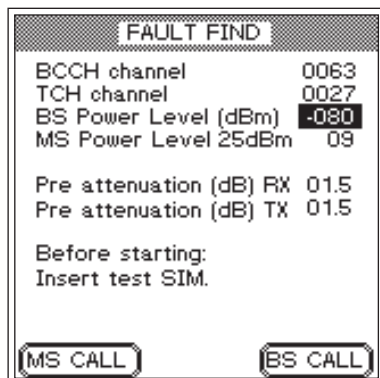 FAULT FIND
BCCH channel 0063
TCH channel 0027
BS Power Level (dBm) -080
MS Power Level 25dBm 09
Pre attenuation (dB) RX 01.5
Pre attenuation (dB) TX 01.5
Before starting:
Insert test SIM.
MS CALL BS CALL